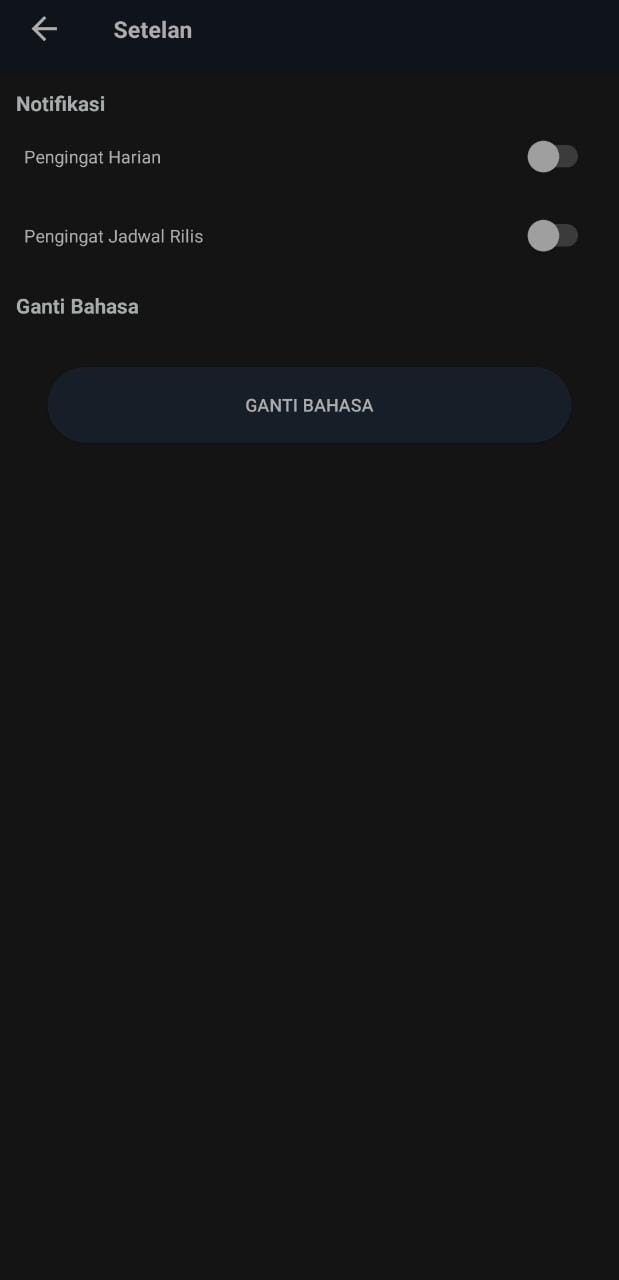 Setelan
Notifikasi
Pengingat Harian
Pengingat Jadwal Rilis
Ganti Bahasa
GANTI BAHASA